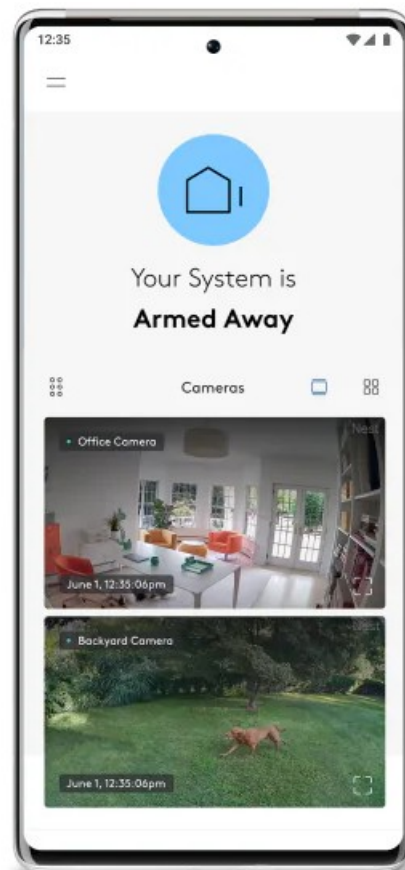 12:35
Your System is
Armed Away
Cameras
Office Camera
Nest
June 1, 12:35:06pm
Backyard Camera
June 1, 12:35:06pm